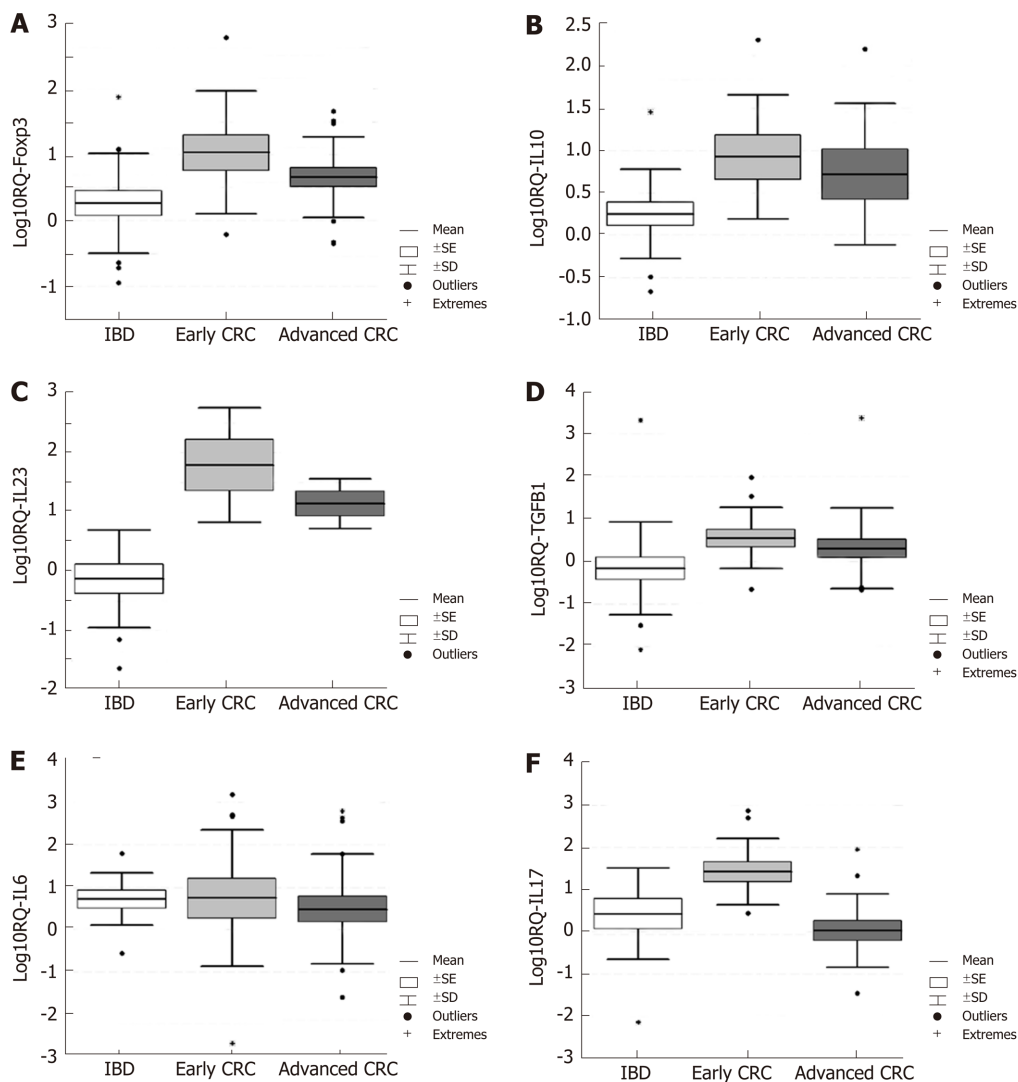 A
Log10RQ-Foxp3
3
2
1
0
-1
IBD Early CRC Advanced CRC
Mean
±SE
±SD
Outliers
Extremes
B
Log10RQ-IL10
2.5
2.0
1.5
1.0
0.5
0.0
-0.5
-1.0
IBD Early CRC Advanced CRC
Mean
±SE
±SD
Outliers
Extremes
C
Log10RQ-IL23
3
2
1
0
-1
-2
IBD Early CRC Advanced CRC
Mean
±SE
±SD
Outliers
D
Log10RQ-TGFB1
4
3
2
1
0
-1
-2
-3
IBD Early CRC Advanced CRC
Mean
±SE
±SD
Outliers
Extremes
E
Log10RQ-IL6
4
3
2
1
0
-1
-2
-3
IBD Early CRC Advanced CRC
Mean
±SE
±SD
Outliers
Extremes
F
Log10RQ-IL17
4
3
2
1
0
-1
-2
-3
IBD Early CRC Advanced CRC
Mean
±SE
±SD
Outliers
Extremes